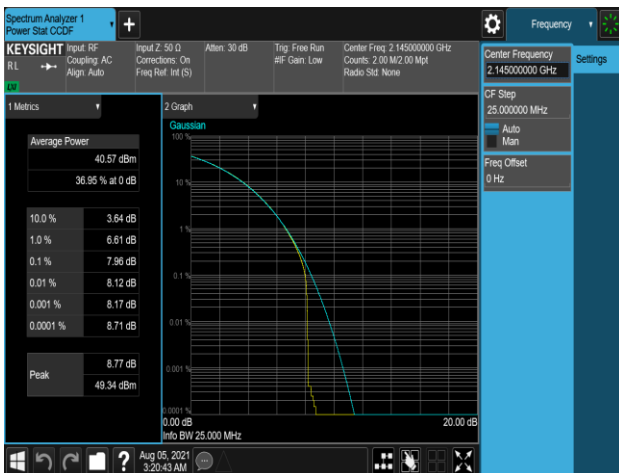 Spectrum Analyzer 1
Power Stat CCDF
Frequency
KEYSIGHT
RL
LW
Input: RF
Coupling: AC
Align: Auto
Input Z: 50 Ω
Corrections: On
Freq Ref: Int (S)
Atten: 30 dB
Trig: Free Run
#IF Gain: Low
Center Freq: 2.145000000 GHz
Counts: 2.00 M/2.00 Mpt
Radio Std: None
Center Frequency
2.145000000 GHz
Settings
CF Step
25.000000 MHz
Auto
Man
Freq Offset
0 Hz
1 Metrics
Average Power
40.57 dBm
36.95 % at 0 dB
10.0 % 3.64 dB
1.0 % 6.61 dB
0.1 % 7.96 dB
0.01 % 8.12 dB
0.001 % 8.17 dB
0.0001 % 8.71 dB
Peak
8.77 dB
49.34 dBm
2 Graph
Gaussian
100 %
10 %
1 %
0.1 %
0.01 %
0.001 %
0.0001 %
0.00 dB 20.00 dB
Info BW 25.000 MHz
?
Aug 05, 2021
3:20:43 AM